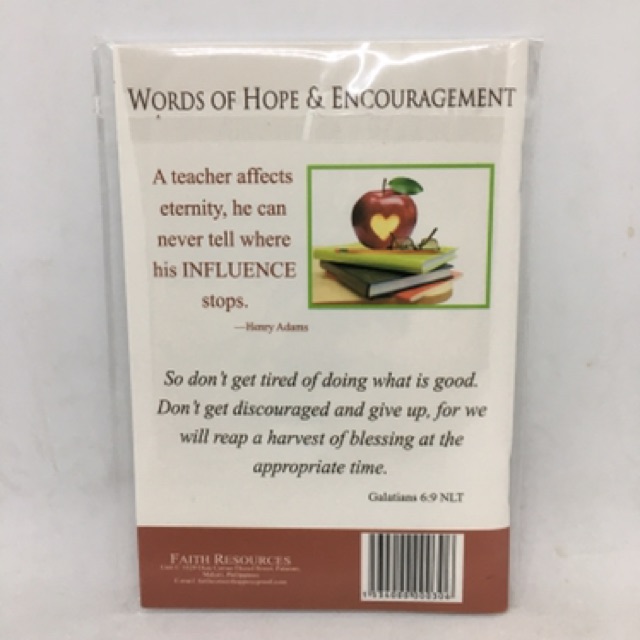 WORDS OF HOPE & ENCOURAGEMENT
A teacher affects
eternity, he can
never tell where
his INFLUENCE
stops.
—Henry Adams
So don't get tired of doing what is good.
Don't get discouraged and give up, for we
will reap a harvest of blessing at the
appropriate time.
Galatians 6:9 NLT
FAITH RESOURCES
Makati, Philippines